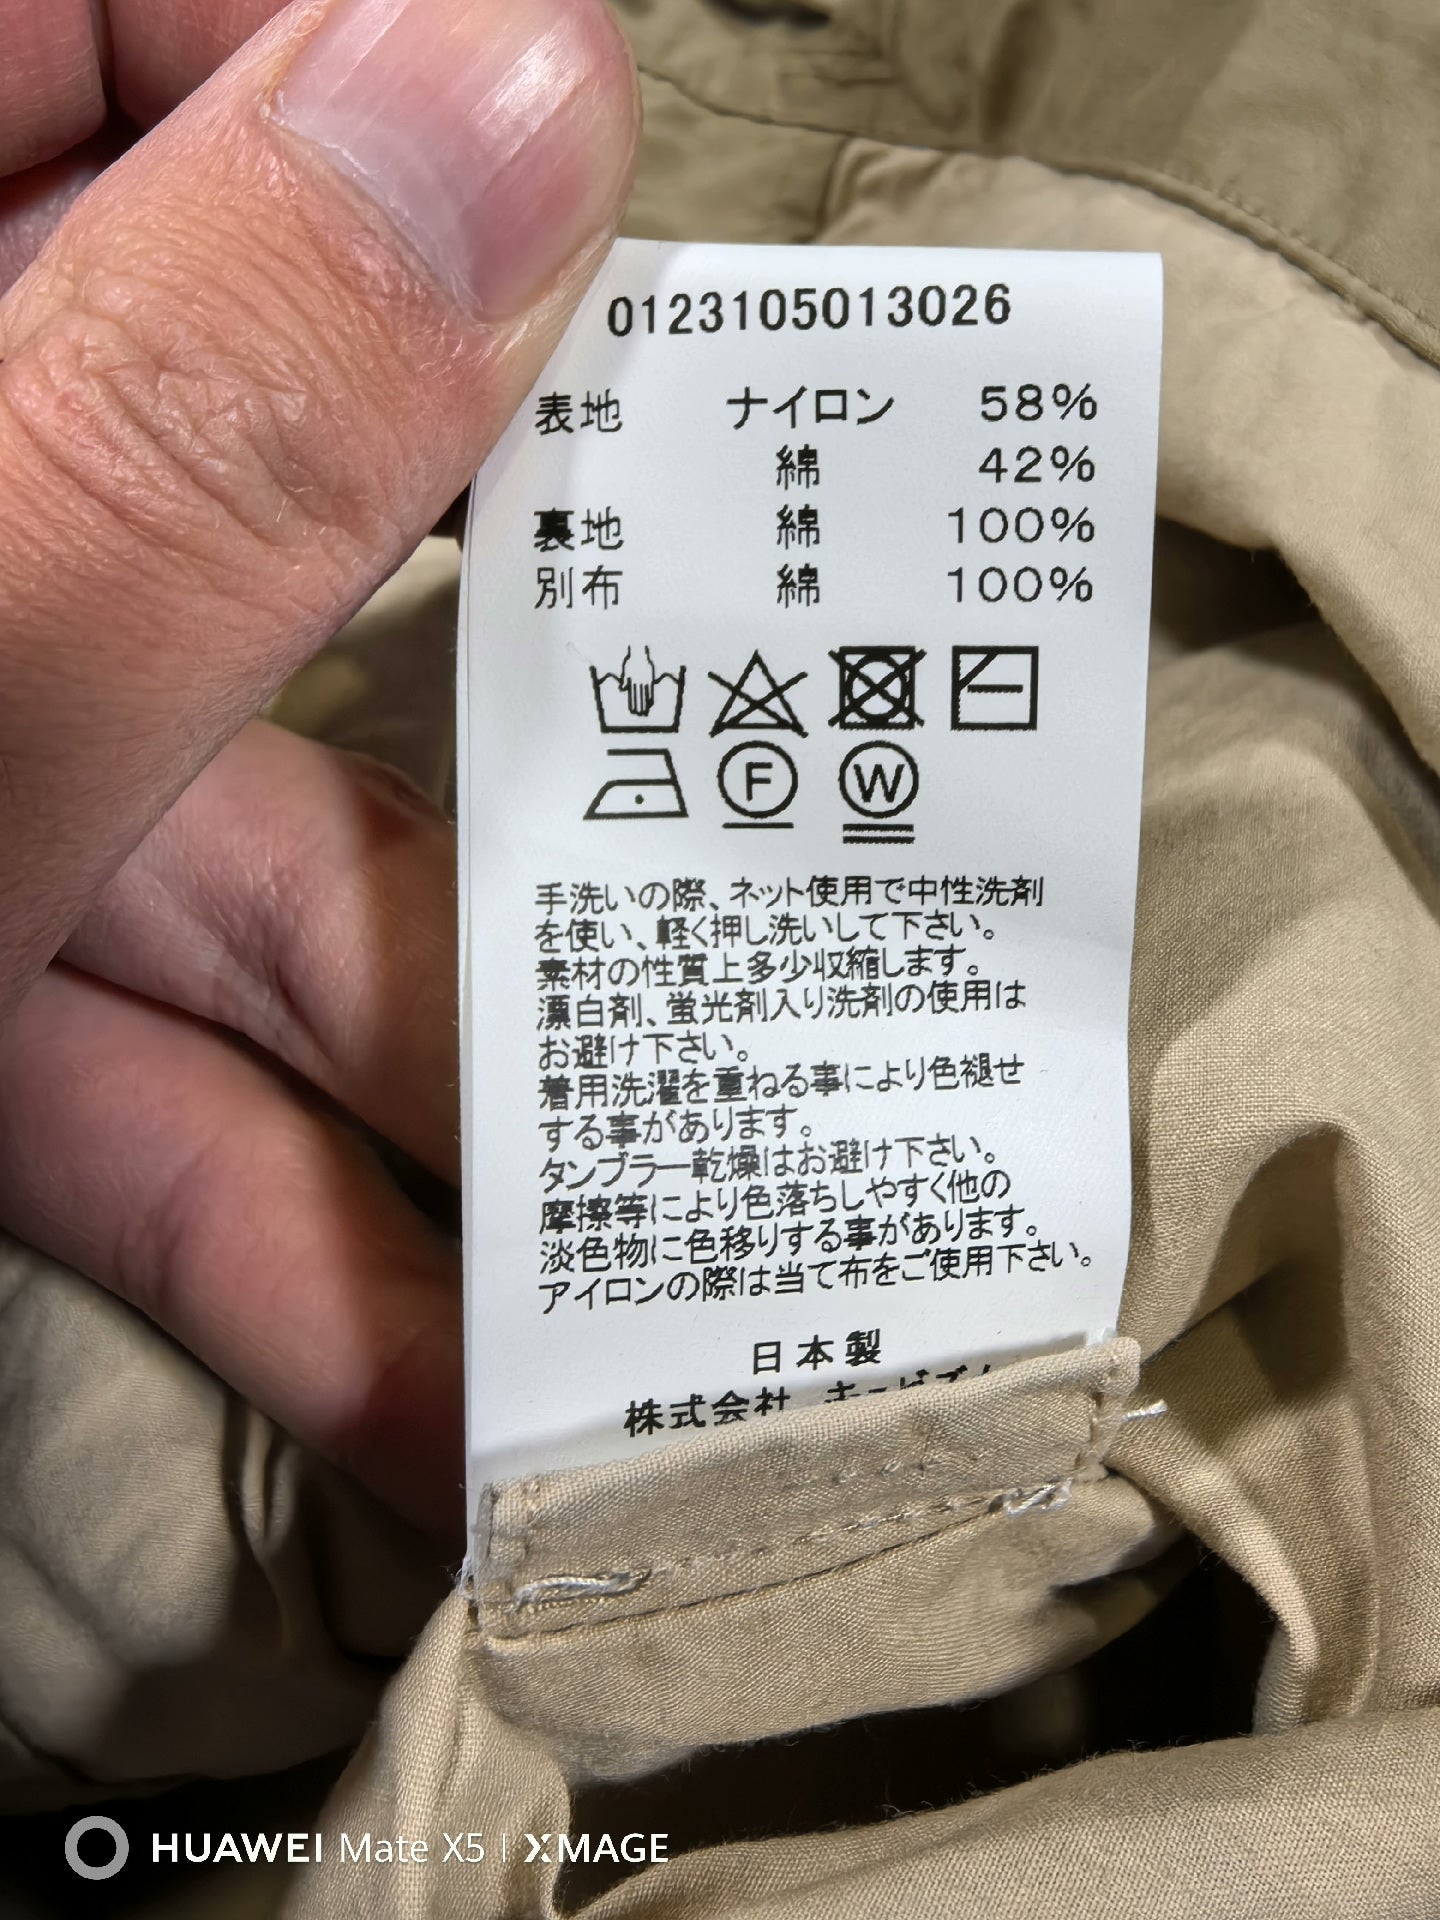 0123105013026
表地 ナイロン 58%
綿 42%
裏地 綿 100%
別布 綿 100%
F W
手洗いの際、ネット使用で中性洗剤
を使い、軽く押し洗いして下さい。
素材の性質上多少収縮します。
漂白剤、蛍光剤入り洗剤の使用は
お避け下さい。
着用洗濯を重ねる事により色褪せ
する事があります。
タンブラー乾燥はお避け下さい。
摩擦等により色落ちしやすく他の
淡色物に色移りする事があります。
アイロンの際は当て布をご使用下さい。
日本製
株式会社
HUAWEI Mate X5 | XMAGE